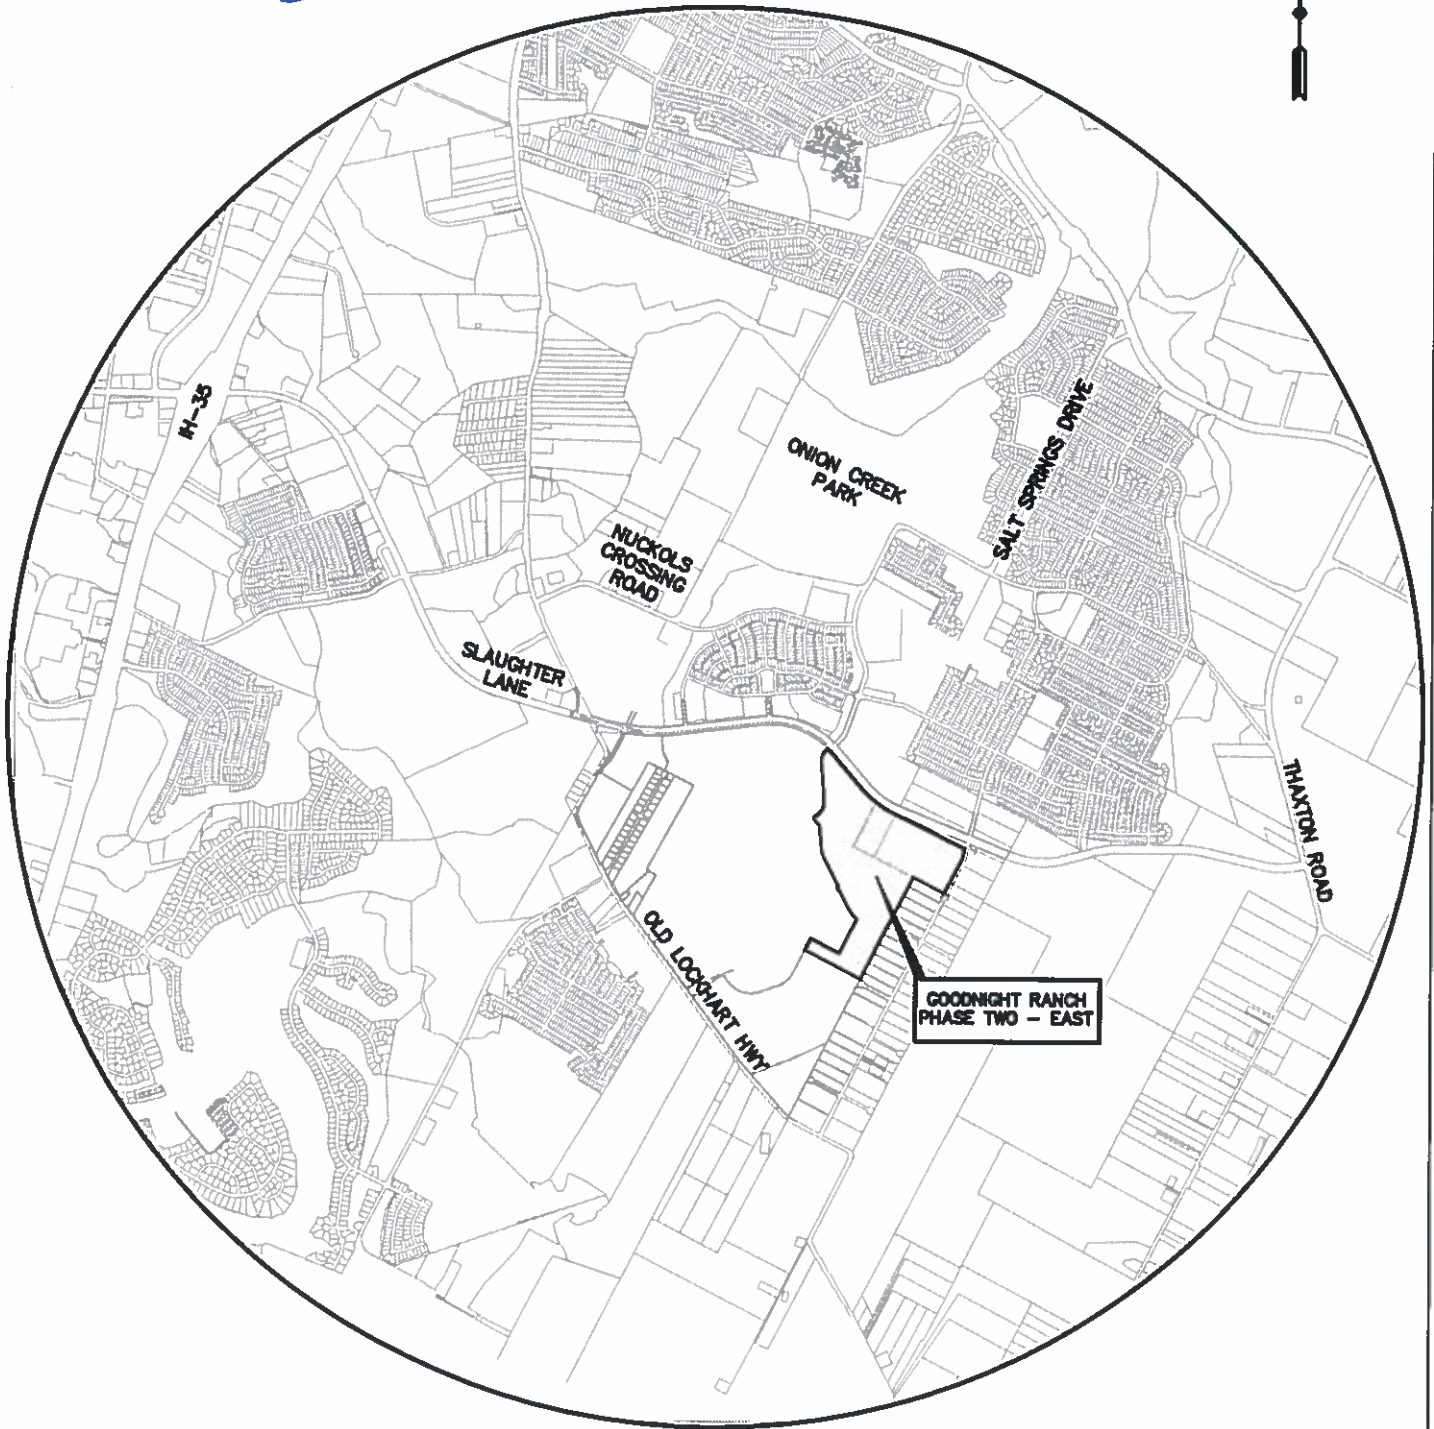 IH-35
ONION CREEK
PARK
SALT SPRINGS DRIVE
NUCKOLS
CROSSING
ROAD
SLAUGHTER
LANE
THAXTON ROAD
OLD LOCKHART HWY
GOODNIGHT RANCH
PHASE TWO - EAST